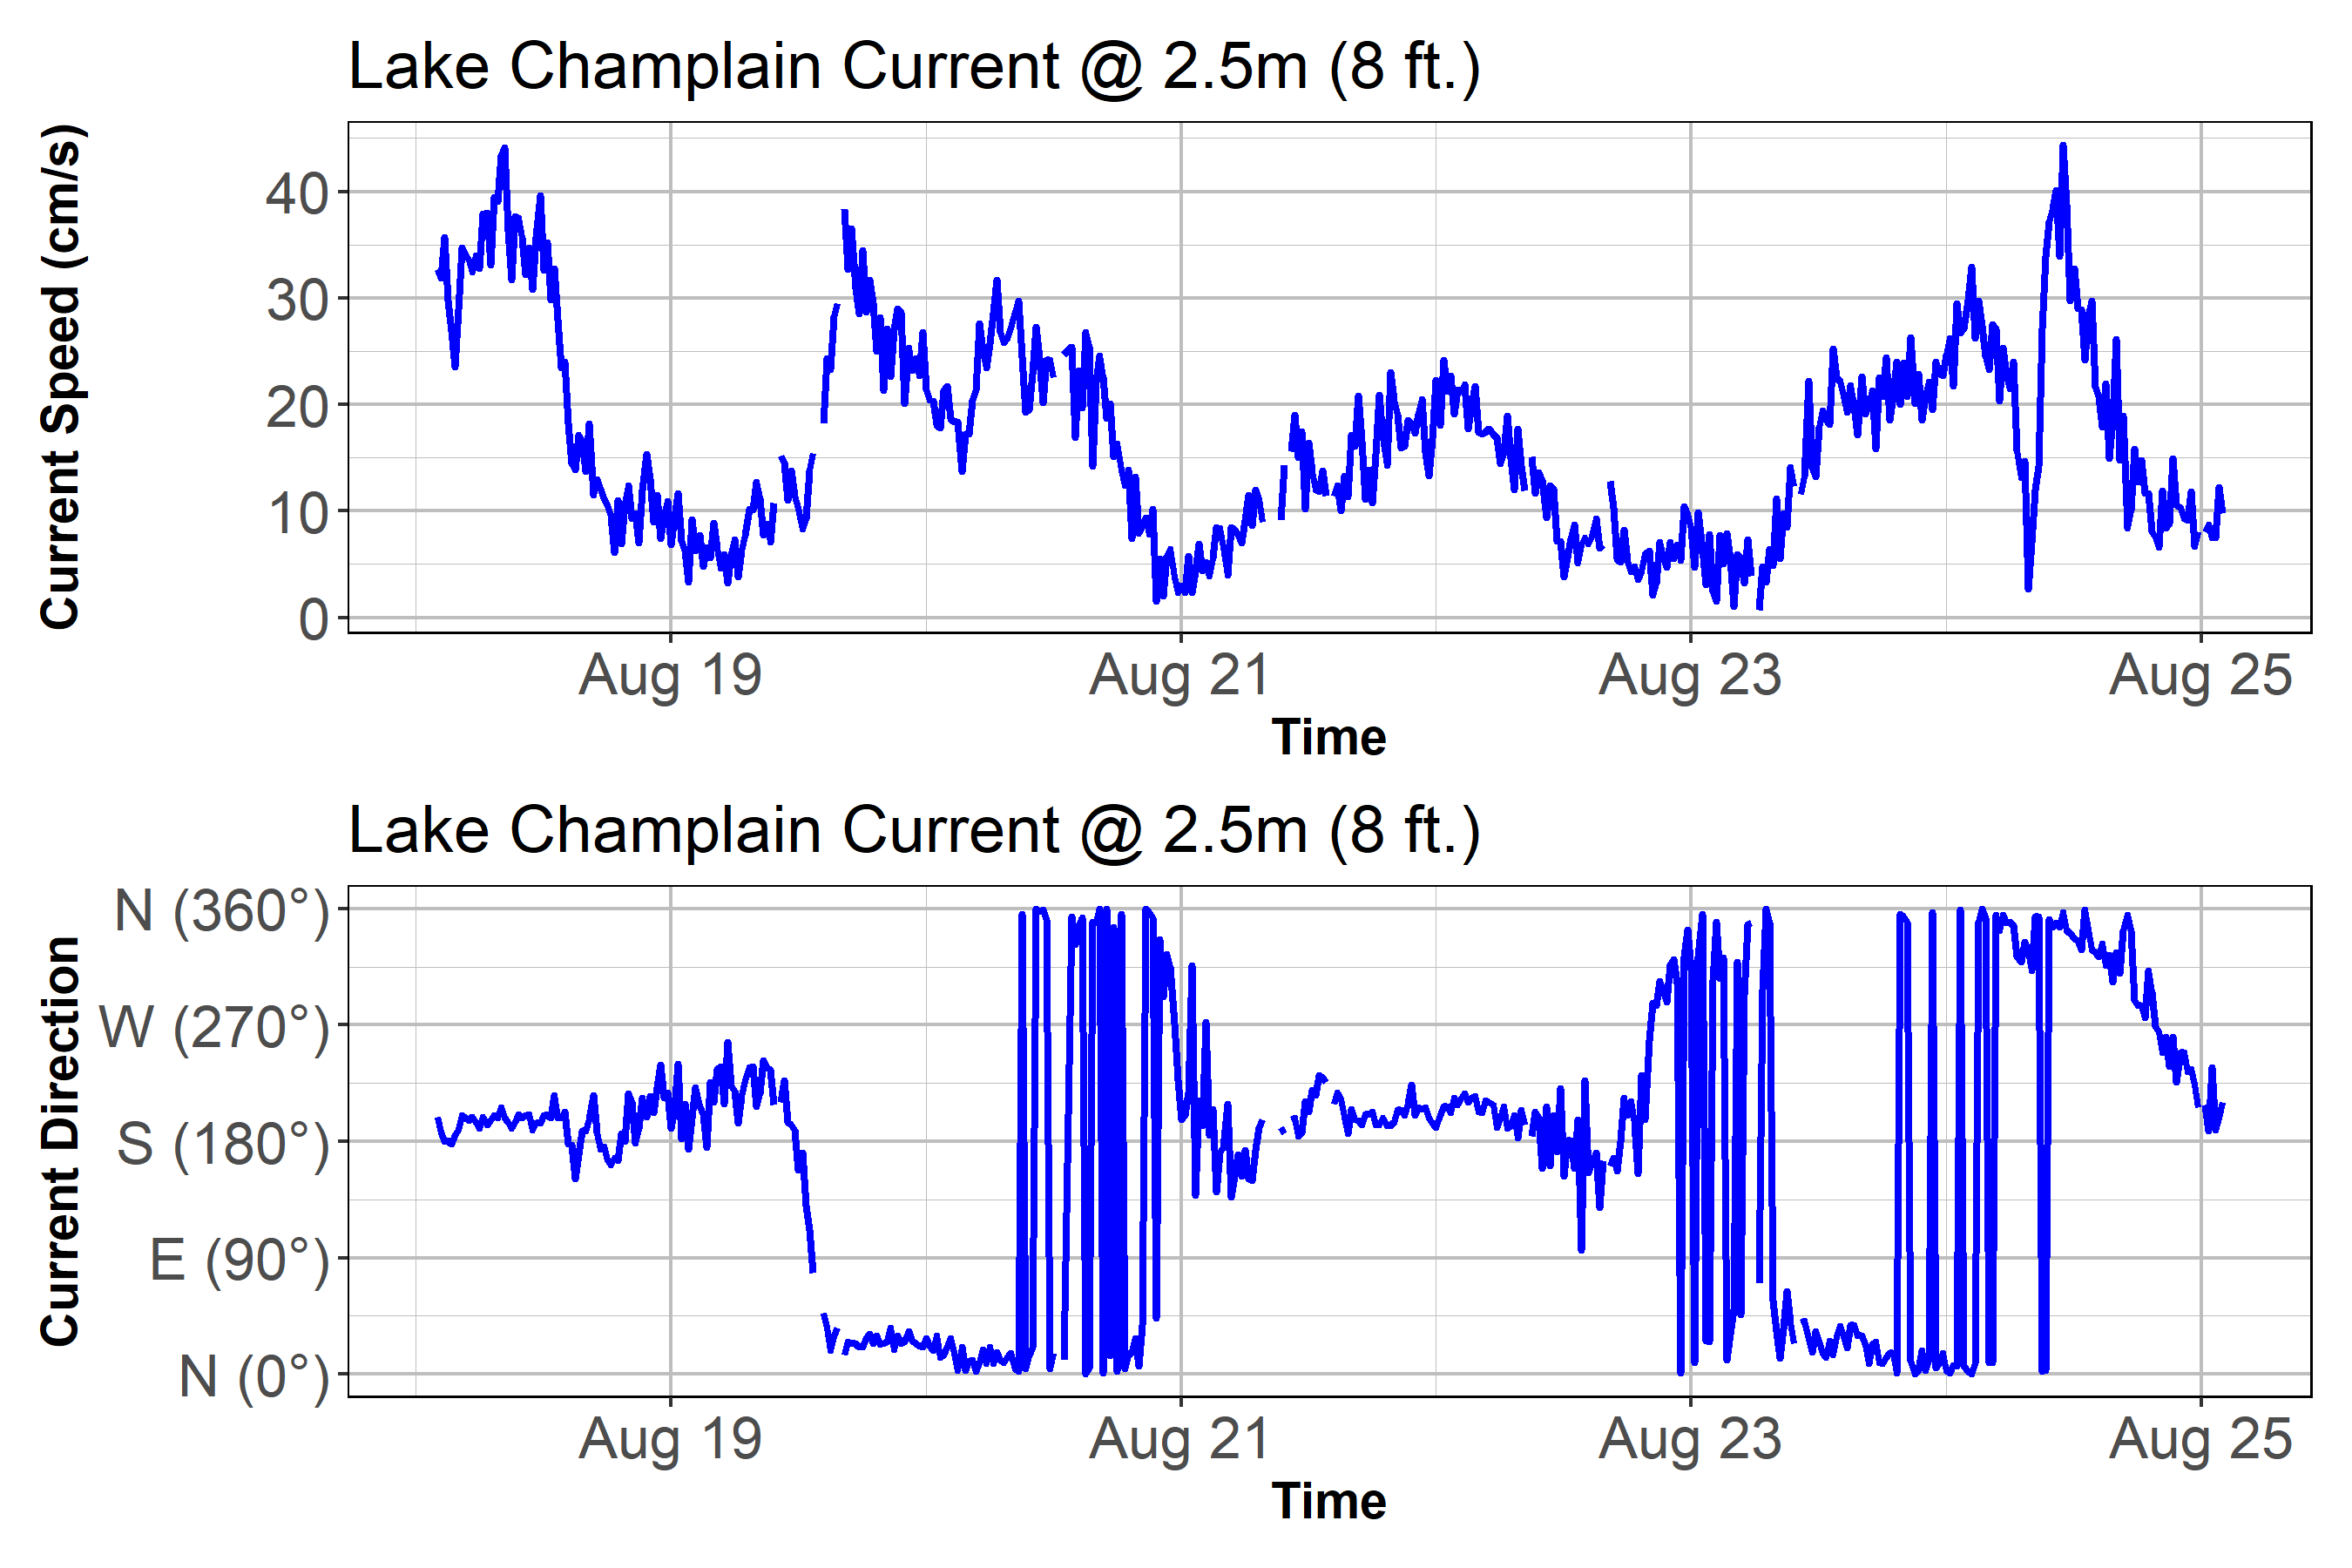 Lake Champlain Current @ 2.5m (8 ft.)
Current Speed (cm/s)
40
30
20
10
0
Aug 19 Aug 21 Aug 23 Aug 25
Time
Lake Champlain Current @ 2.5m (8 ft.)
Current Direction
N (360°)
W (270°)
S (180°)
E (90°)
N (0°)
Aug 19 Aug 21 Aug 23 Aug 25
Time